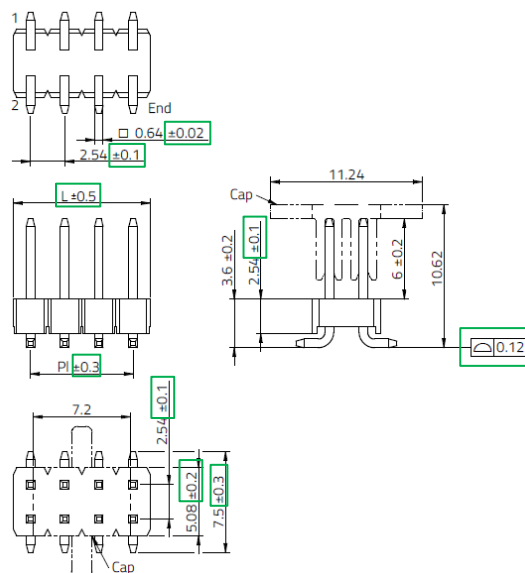 1
2
End
□ 0.64 ±0.02
2.54 ±0.1
L ±0.5
Pl ±0.3
Cap
11.24
3.6 ±0.2
2.54 ±0.1
6 ±0.2
10.62
⌓ 0.12
7.2
2.54 ±0.1
5.08 ±0.2
7.5 ±0.3
Cap